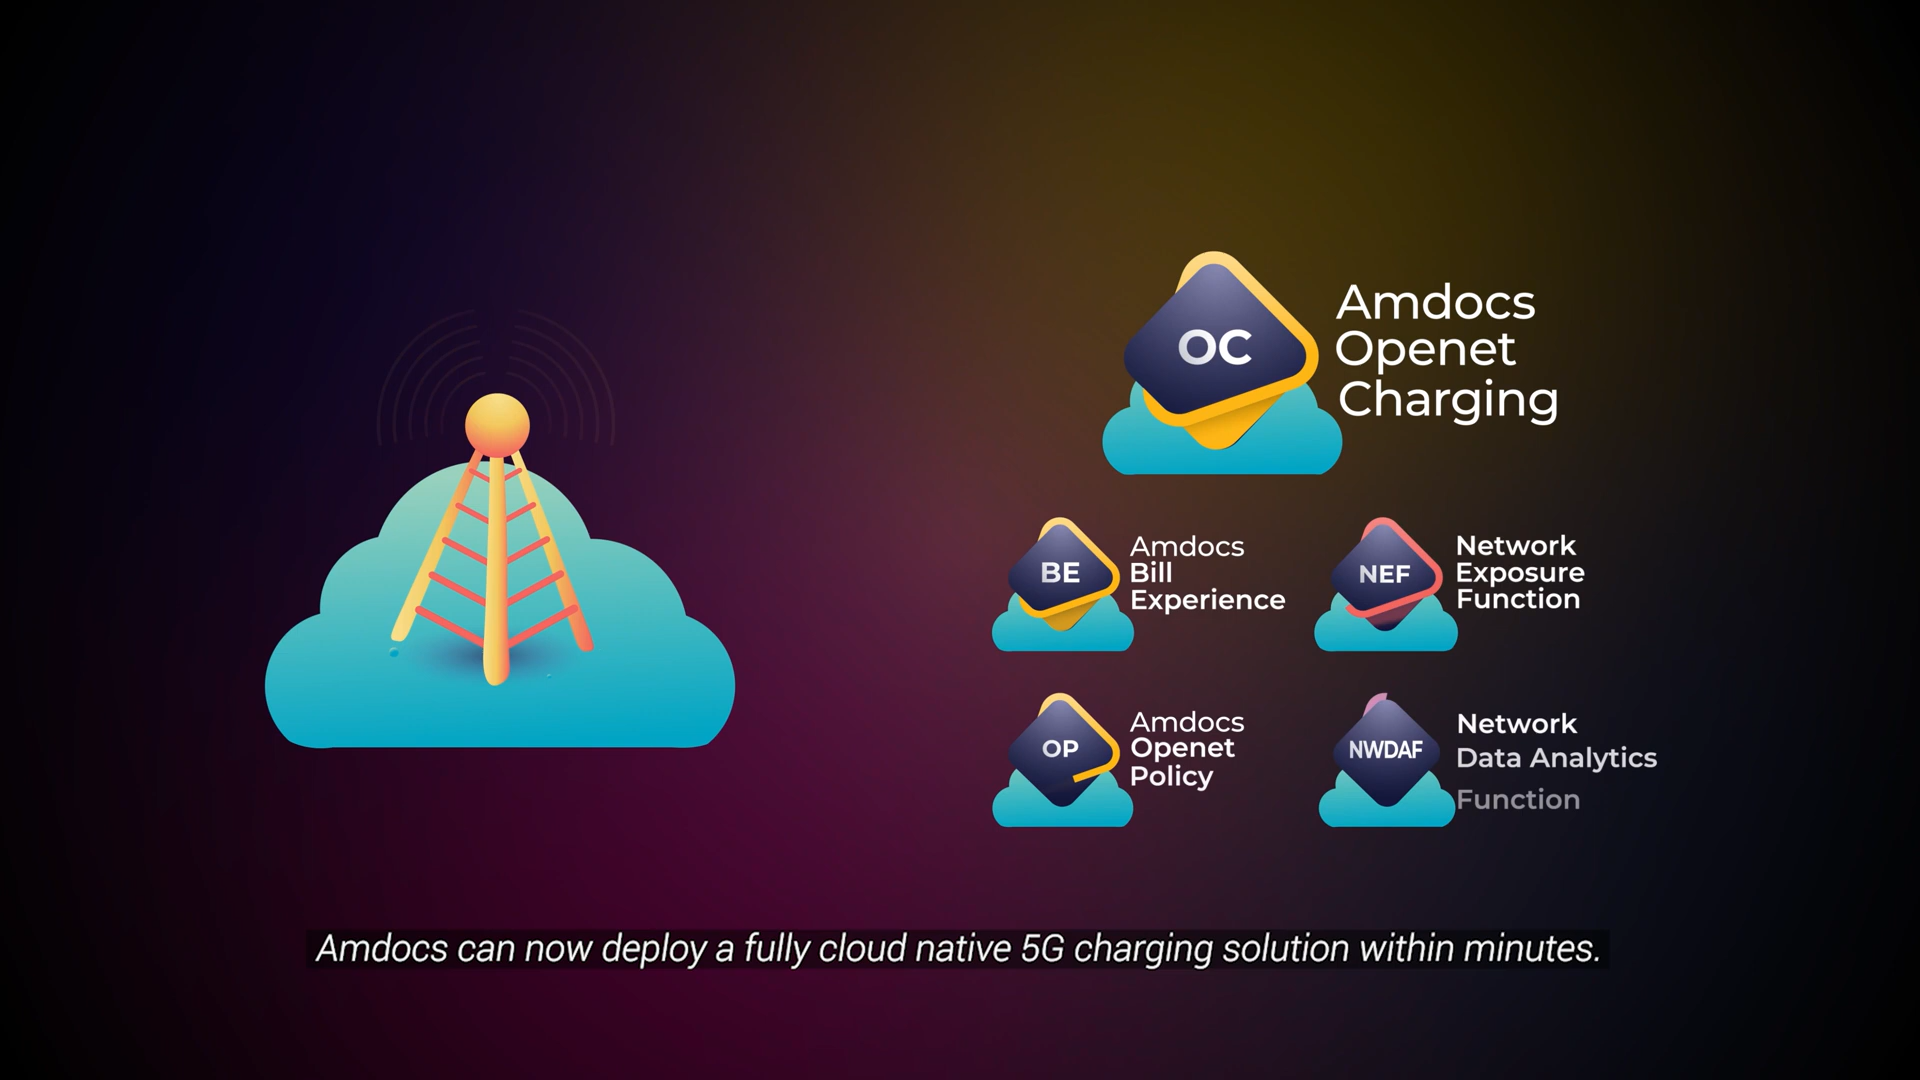 OC
Amdocs
Openet
Charging
BE
Amdocs
Bill
Experience
NEF
Network
Exposure
Function
OP
Amdocs
Openet
Policy
NWDAF
Network
Data Analytics
Function
Amdocs can now deploy a fully cloud native 5G charging solution within minutes.